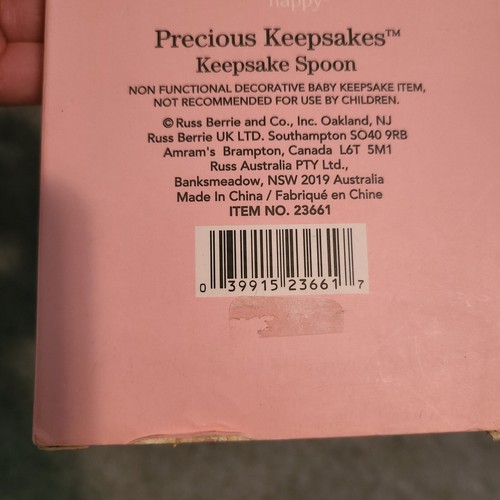 happy
Precious Keepsakes™
Keepsake Spoon
NON FUNCTIONAL DECORATIVE BABY KEEPSAKE ITEM,
NOT RECOMMENDED FOR USE BY CHILDREN.
© Russ Berrie and Co., Inc. Oakland, NJ
Russ Berrie UK LTD. Southampton SO40 9RB
Amram's Brampton, Canada L6T 5M1
Russ Australia PTY Ltd.,
Banksmeadow, NSW 2019 Australia
Made In China / Fabriqué en Chine
ITEM NO. 23661
0 39915 23661 7